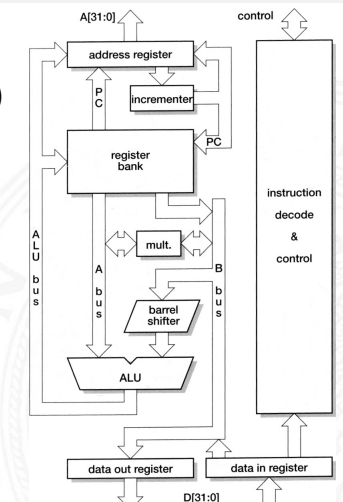 A[31:0]
control
address register
P
C
incrementer
PC
register
bank
instruction
decode
&
control
A
L
U
b
u
s
A
b
u
s
mult.
B
b
u
s
barrel
shifter
ALU
data out register
data in register
D[31:0]